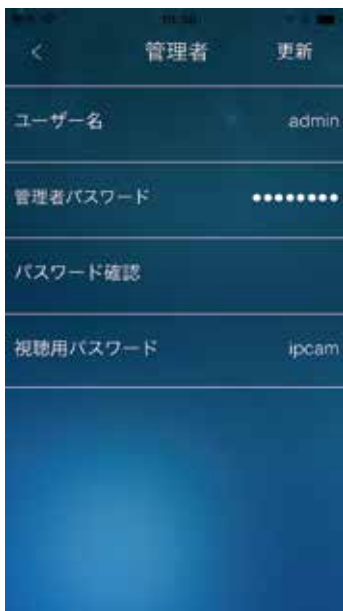 < 管理者 更新
ユーザー名 admin
管理者パスワード ●●●●●●●●
パスワード確認
視聴用パスワード ipcam